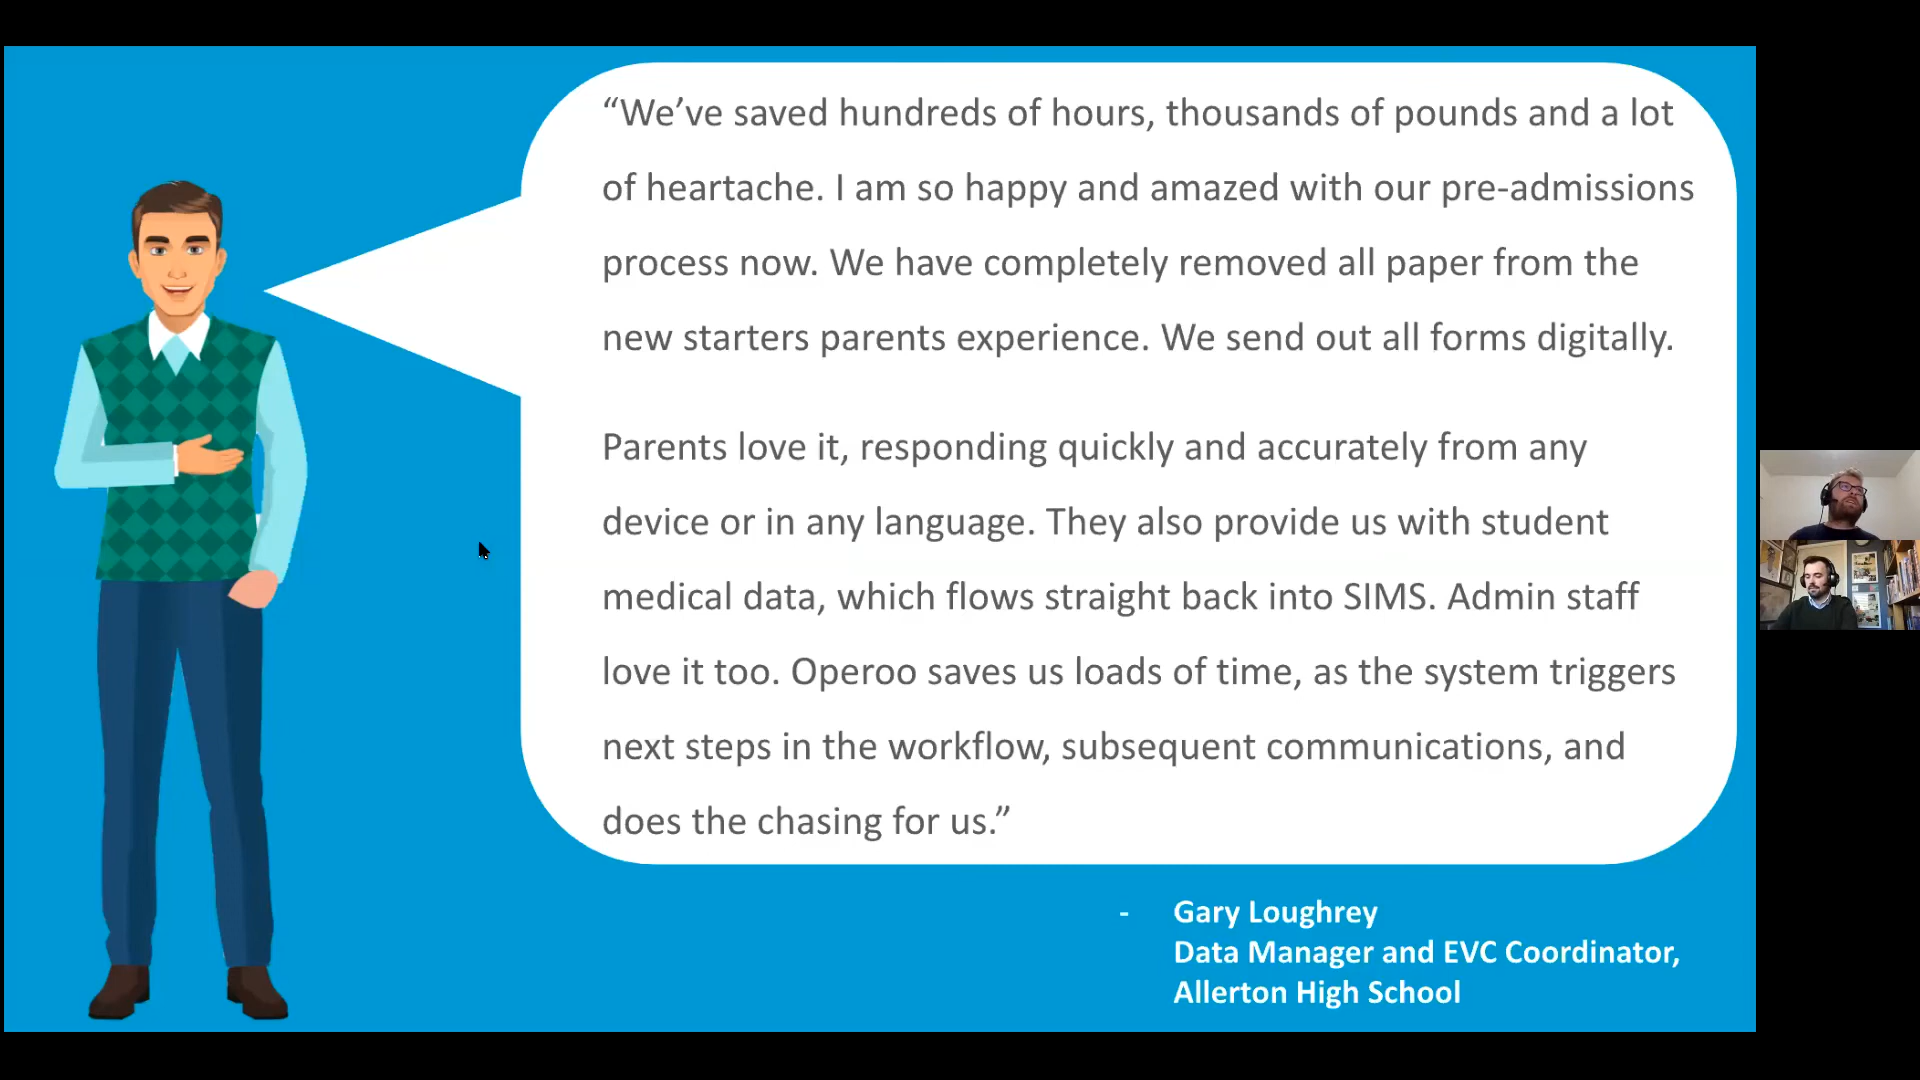 “We’ve saved hundreds of hours, thousands of pounds and a lot
of heartache. I am so happy and amazed with our pre-admissions
process now. We have completely removed all paper from the
new starters parents experience. We send out all forms digitally.
Parents love it, responding quickly and accurately from any
device or in any language. They also provide us with student
medical data, which flows straight back into SIMS. Admin staff
love it too. Operoo saves us loads of time, as the system triggers
next steps in the workflow, subsequent communications, and
does the chasing for us.”
- Gary Loughrey
Data Manager and EVC Coordinator,
Allerton High School